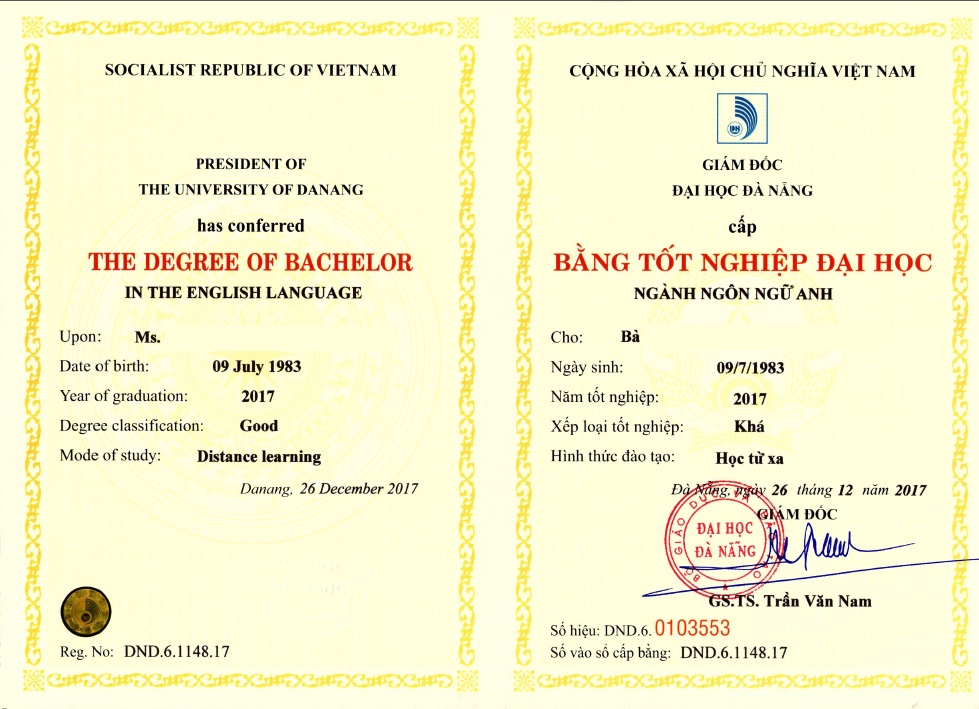 SOCIALIST REPUBLIC OF VIETNAM
PRESIDENT OF
THE UNIVERSITY OF DANANG
has conferred
THE DEGREE OF BACHELOR
IN THE ENGLISH LANGUAGE
Upon: Ms.
Date of birth: 09 July 1983
Year of graduation: 2017
Degree classification: Good
Mode of study: Distance learning
Danang, 26 December 2017
Reg. No: DND.6.1148.17
CỘNG HÒA XÃ HỘI CHỦ NGHĨA VIỆT NAM
GIÁM ĐỐC
ĐẠI HỌC ĐÀ NẴNG
cấp
BẰNG TỐT NGHIỆP ĐẠI HỌC
NGÀNH NGÔN NGỮ ANH
Cho: Bà
Ngày sinh: 09/7/1983
Năm tốt nghiệp: 2017
Xếp loại tốt nghiệp: Khá
Hình thức đào tạo: Học từ xa
Đà Nẵng, ngày 26 tháng 12 năm 2017
GIÁM ĐỐC
BỘ GIÁO DỤC VÀ ĐÀO TẠO
ĐẠI HỌC
ĐÀ NẴNG
GS.TS. Trần Văn Nam
Số hiệu: DND.6. 0103553
Số vào sổ cấp bằng: DND.6.1148.17